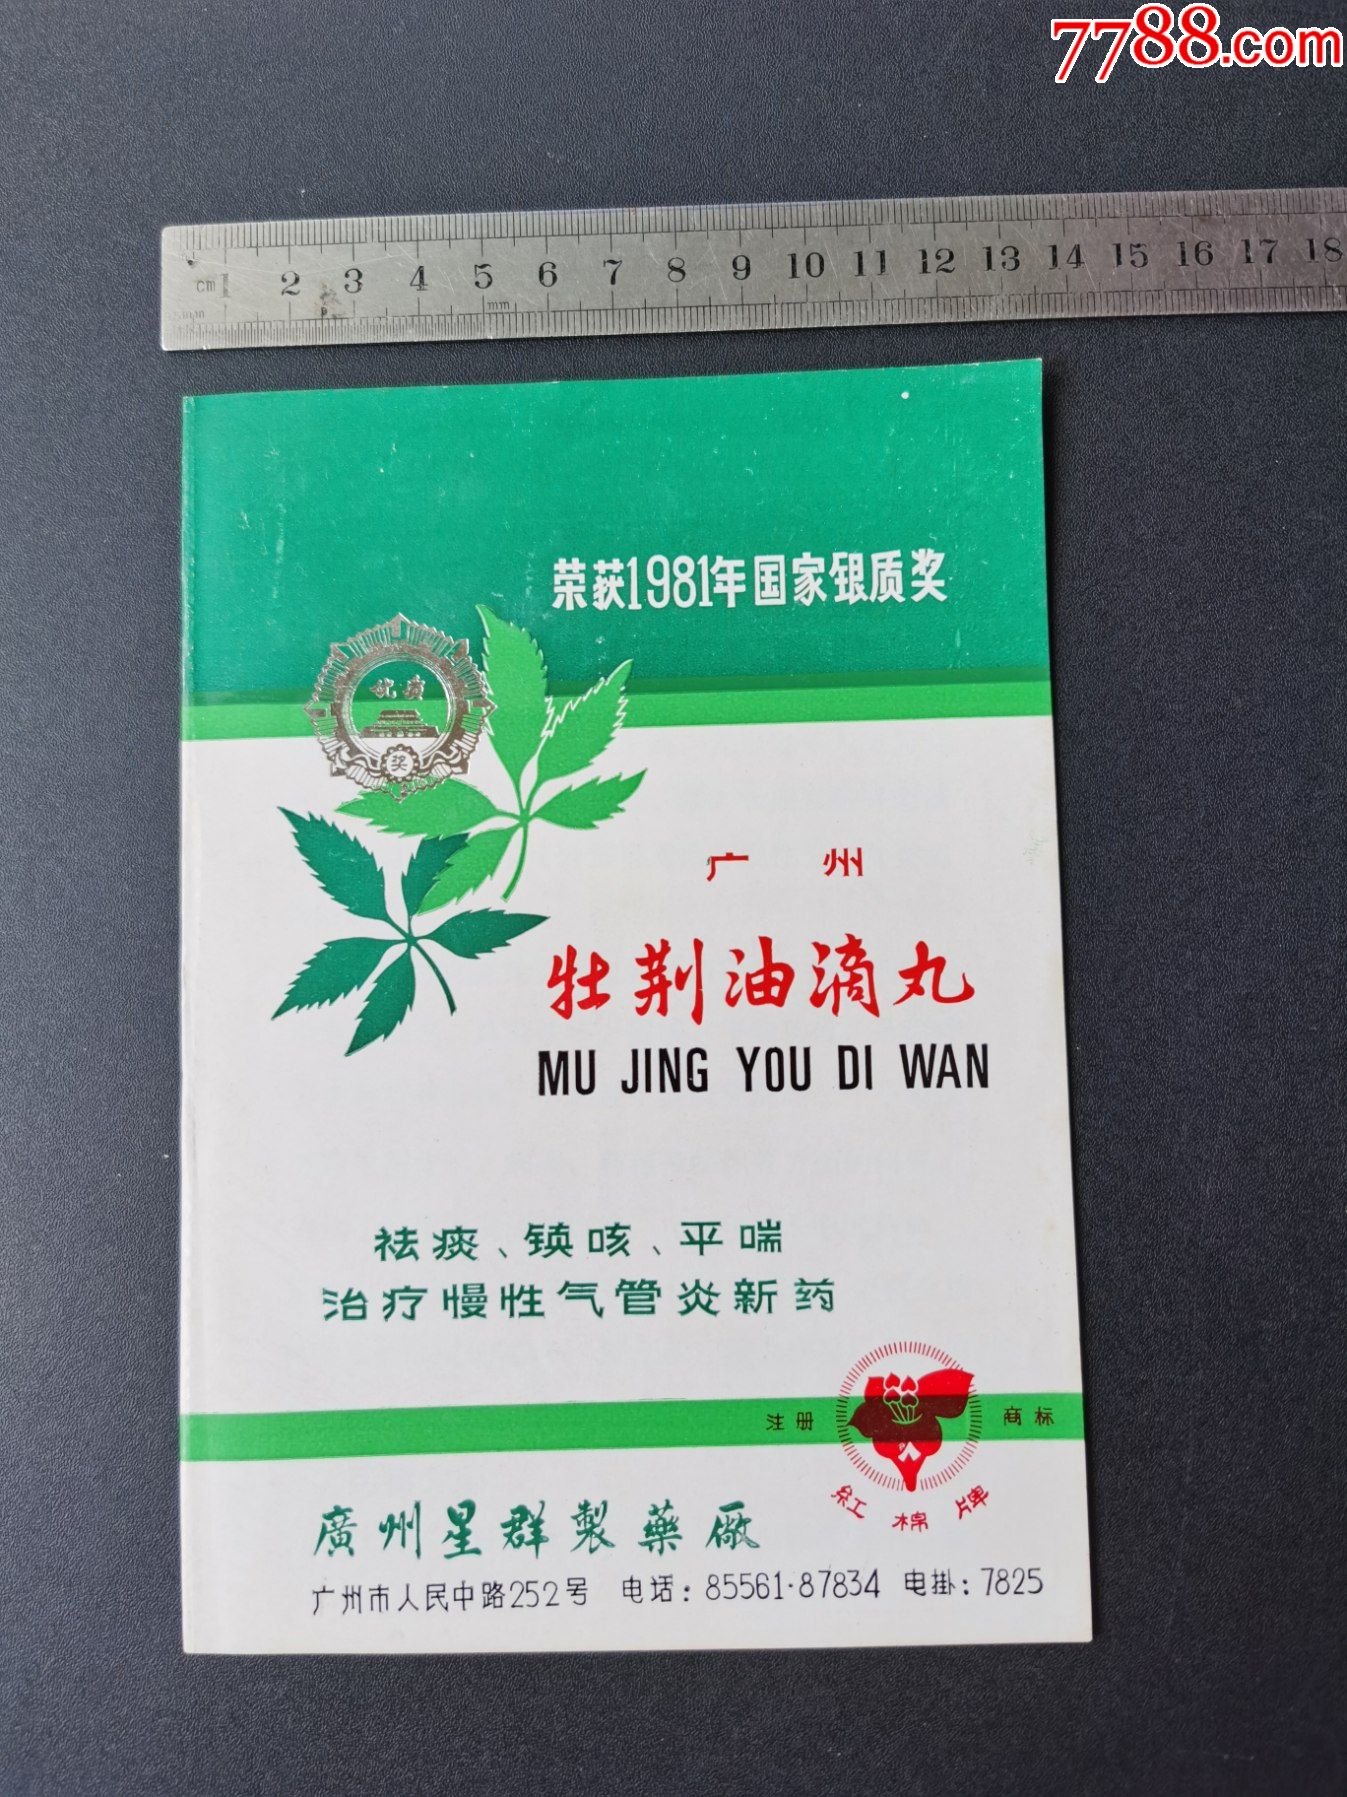 7788.com
cm 1 2 3 4 5 6 7 8 9 10 11 12 13 14 15 16 17 18
mm
荣获1981年国家银质奖
优质
奖
广州
牡荆油滴丸
MU JING YOU DI WAN
祛痰、镇咳、平喘
治疗慢性气管炎新药
注册 商标
红棉牌
廣州星群製藥廠
广州市人民中路252号 电话:85561·87834 电掛:7825